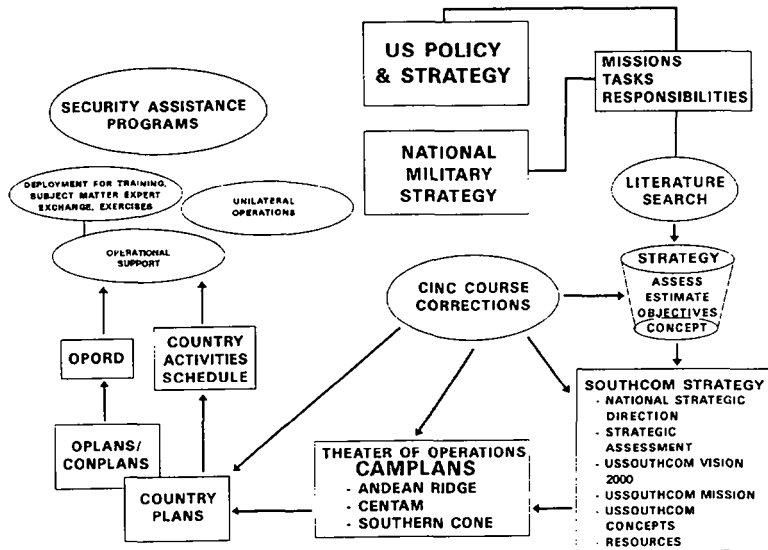 US POLICY
& STRATEGY
MISSIONS
TASKS
RESPONSIBILITIES
SECURITY ASSISTANCE
PROGRAMS
NATIONAL
MILITARY
STRATEGY
DEPLOYMENT FOR TRAINING,
SUBJECT MATTER EXPERT
EXCHANGE, EXERCISES
UNILATERAL
OPERATIONS
LITERATURE
SEARCH
OPERATIONAL
SUPPORT
STRATEGY
ASSESS
ESTIMATE
OBJECTIVES
CONCEPT
CINC COURSE
CORRECTIONS
OPORD
COUNTRY
ACTIVITIES
SCHEDULE
SOUTHCOM STRATEGY
- NATIONAL STRATEGIC
DIRECTION
- STRATEGIC
ASSESSMENT
- USSOUTHCOM VISION
2000
- USSOUTHCOM MISSION
- USSOUTHCOM
CONCEPTS
- RESOURCES
OPLANS/
CONPLANS
COUNTRY
PLANS
THEATER OF OPERATIONS
CAMPLANS
- ANDEAN RIDGE
- CENTAM
- SOUTHERN CONE